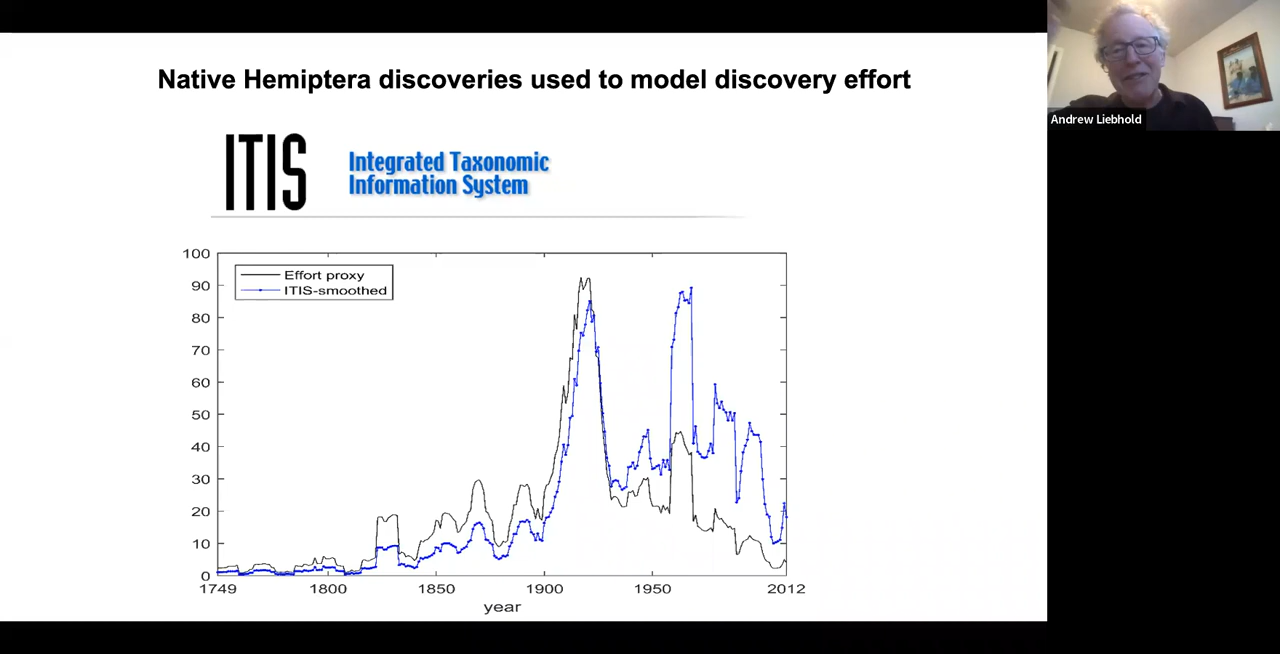 Native Hemiptera discoveries used to model discovery effort
Andrew Liebhold
ITIS
Integrated Taxonomic
Information System
100
90
80
70
60
50
40
30
20
10
0
Effort proxy
ITIS-smoothed
1749
1800
1850
1900
1950
2012
year